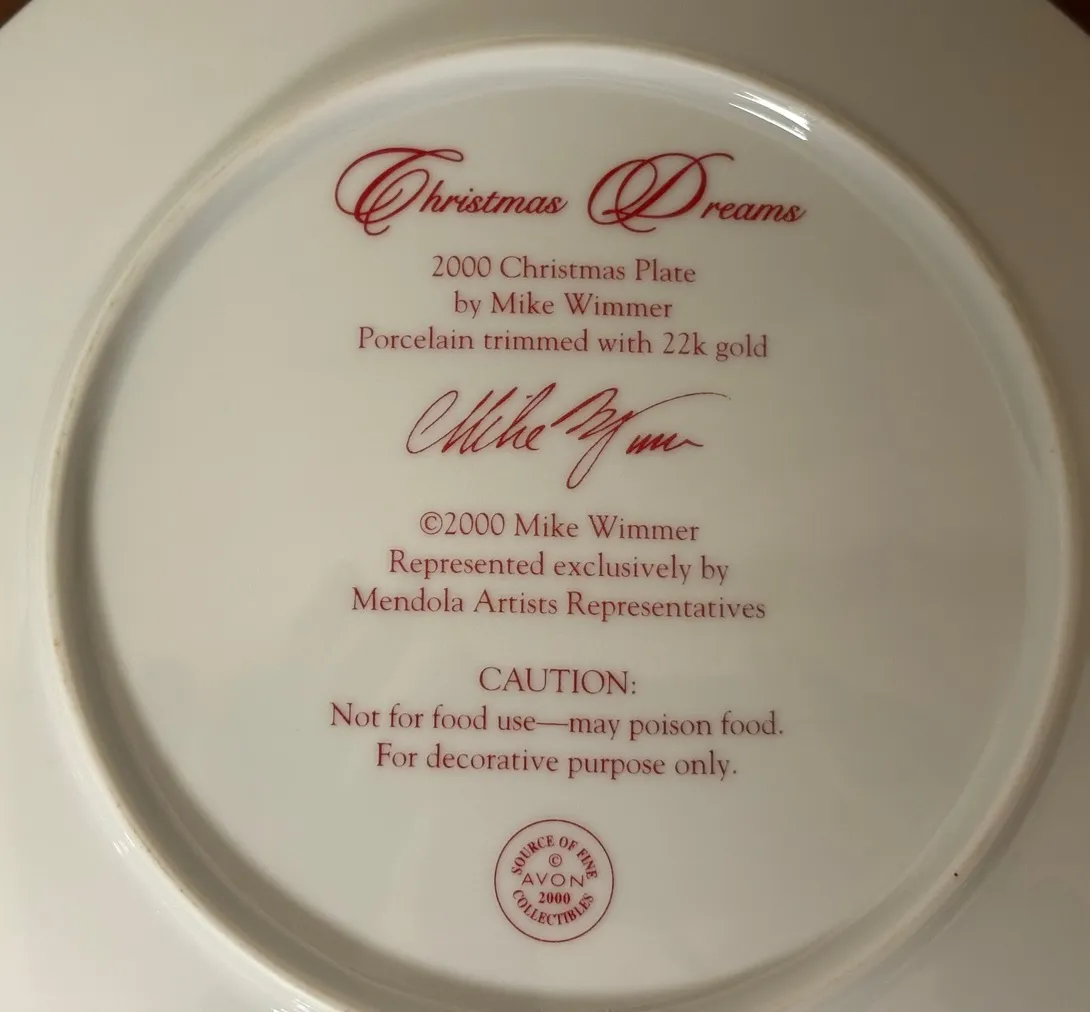 Christmas Dreams
2000 Christmas Plate
by Mike Wimmer
Porcelain trimmed with 22k gold
Mike Wimmer
©2000 Mike Wimmer
Represented exclusively by
Mendola Artists Representatives
CAUTION:
Not for food use—may poison food.
For decorative purpose only.
SOURCE OF FINE
©
AVON
2000
COLLECTIBLES